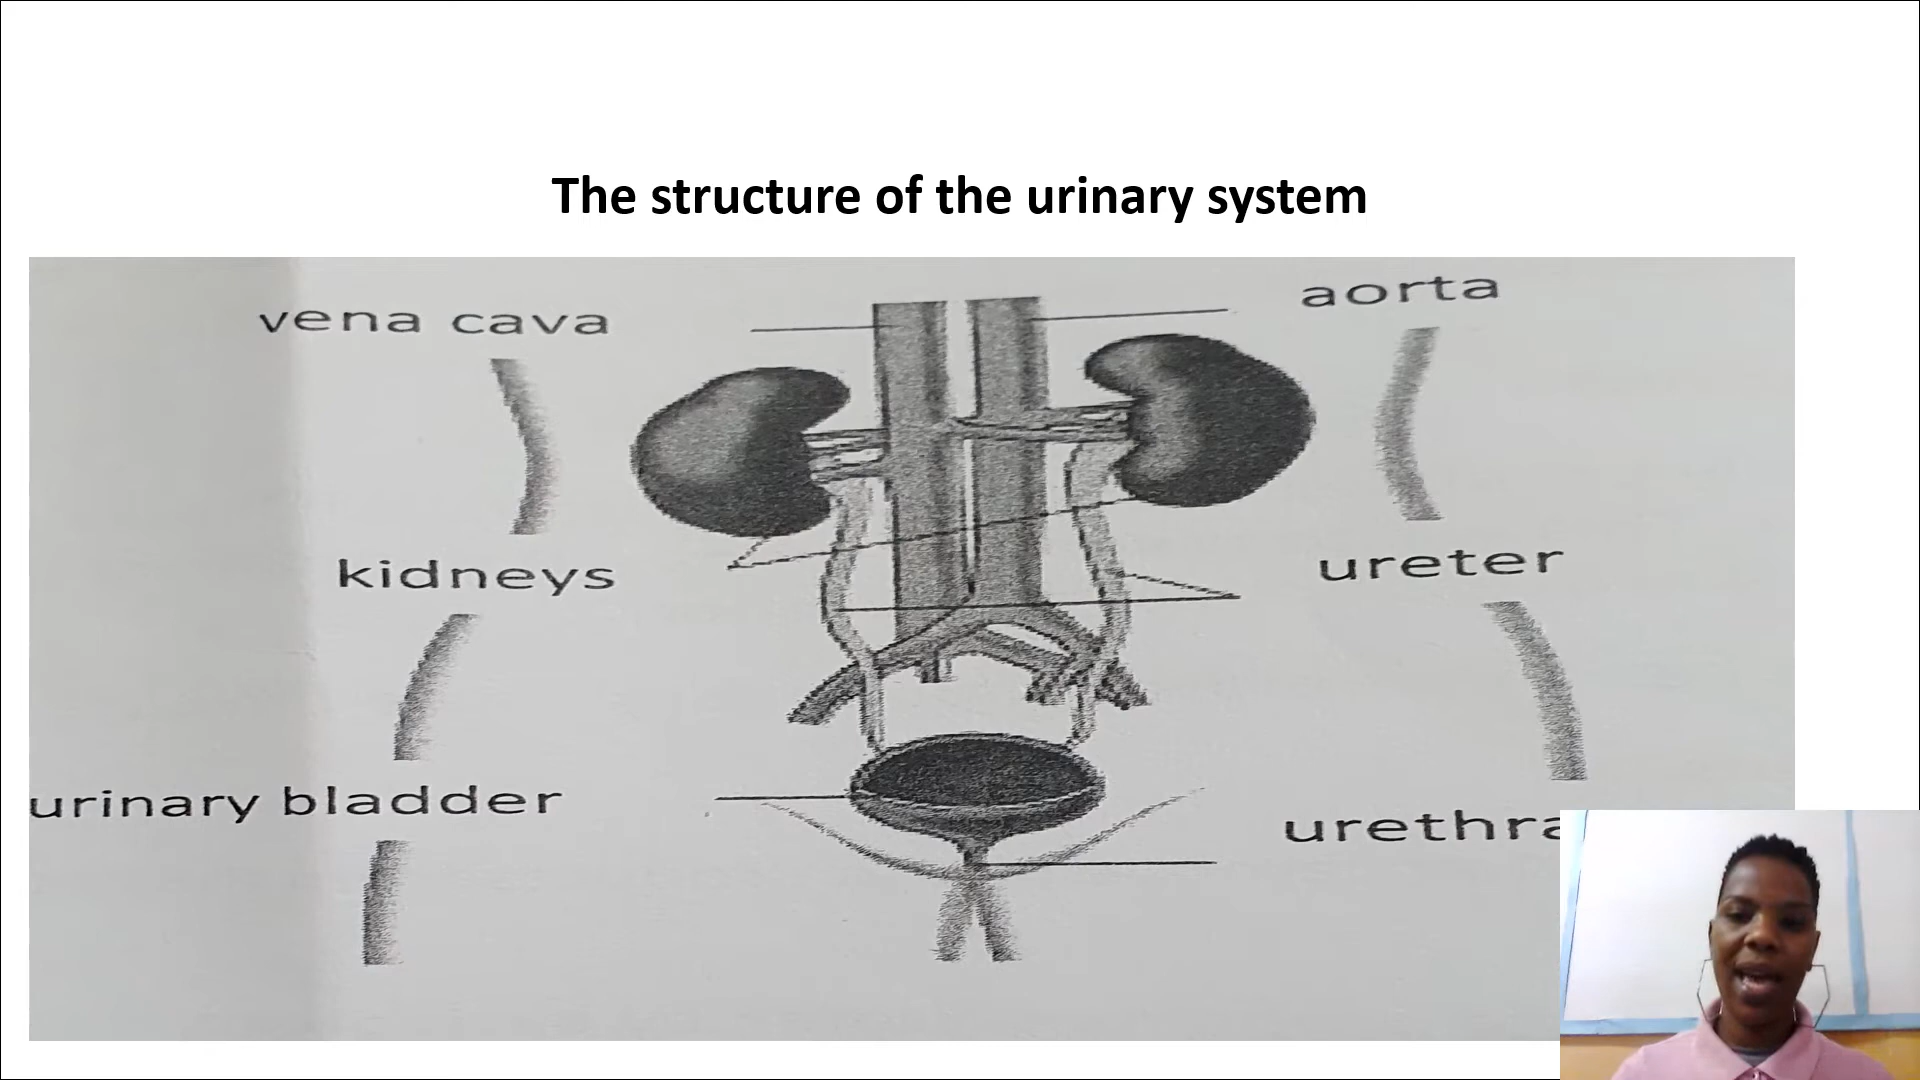 The structure of the urinary system
vena cava
aorta
kidneys
ureter
urinary bladder
urethra